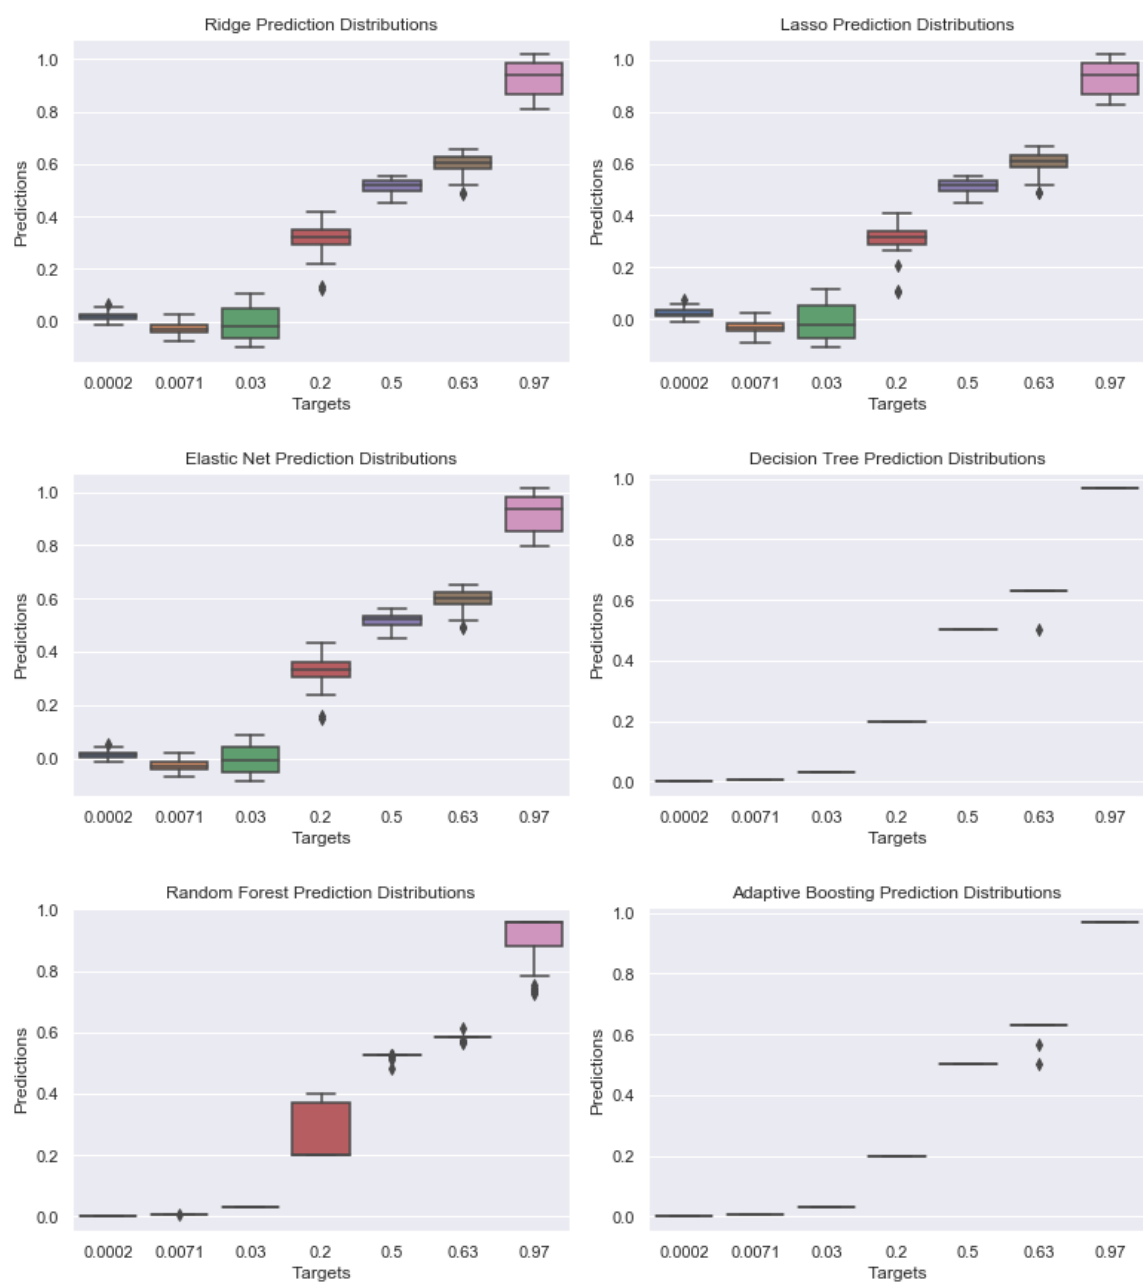 Ridge Prediction Distributions
1.0
0.8
0.6
0.4
0.2
0.0
Predictions
0.0002 0.0071 0.03 0.2 0.5 0.63 0.97
Targets
Lasso Prediction Distributions
1.0
0.8
0.6
0.4
0.2
0.0
Predictions
0.0002 0.0071 0.03 0.2 0.5 0.63 0.97
Targets
Elastic Net Prediction Distributions
1.0
0.8
0.6
0.4
0.2
0.0
Predictions
0.0002 0.0071 0.03 0.2 0.5 0.63 0.97
Targets
Decision Tree Prediction Distributions
1.0
0.8
0.6
0.4
0.2
0.0
Predictions
0.0002 0.0071 0.03 0.2 0.5 0.63 0.97
Targets
Random Forest Prediction Distributions
1.0
0.8
0.6
0.4
0.2
0.0
Predictions
0.0002 0.0071 0.03 0.2 0.5 0.63 0.97
Targets
Adaptive Boosting Prediction Distributions
1.0
0.8
0.6
0.4
0.2
0.0
Predictions
0.0002 0.0071 0.03 0.2 0.5 0.63 0.97
Targets